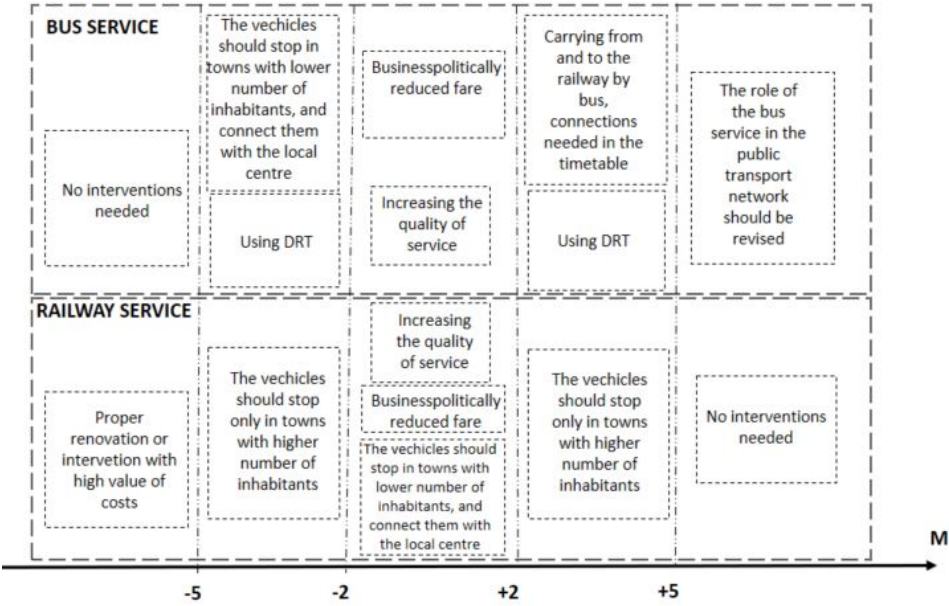 BUS SERVICE
No interventions
needed
The vechicles
should stop in
towns with lower
number of
inhabitants, and
connect them
with the local
centre
Using DRT
Businesspolitically
reduced fare
Increasing the
quality of
service
Carrying from
and to the
railway by
bus,
connections
needed in the
timetable
Using DRT
The role of
the bus
service in the
public
transport
network
should be
revised
RAILWAY SERVICE
Proper
renovation or
intervetion with
high value of
costs
The vechicles
should stop
only in towns
with higher
number of
inhabitants
Increasing
the quality
of service
Businesspolitically
reduced fare
The vechicles should
stop in towns with
lower number of
inhabitants, and
connect them with
the local centre
The vechicles
should stop
only in towns
with higher
number of
inhabitants
No interventions
needed
M
-5
-2
+2
+5